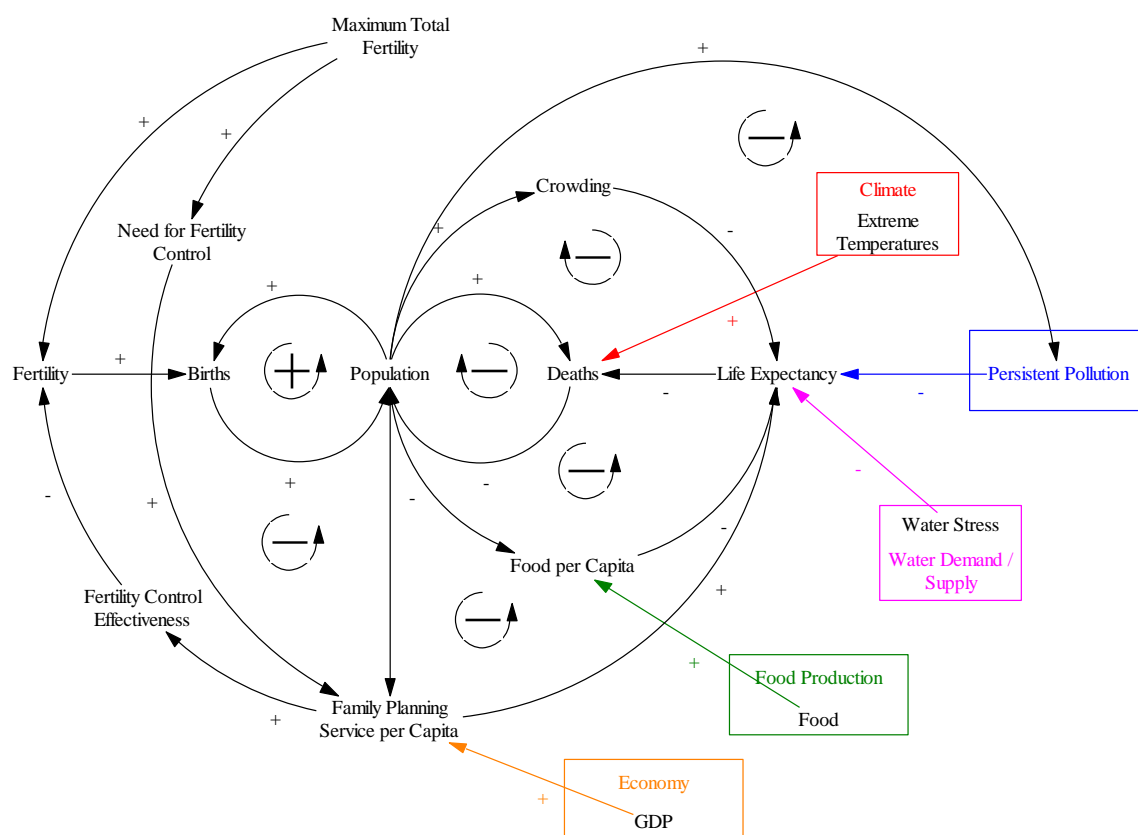 Maximum Total
Fertility
+
+
+
+
Crowding
Climate
Extreme
Temperatures
Need for Fertility
Control
+
-
+
+
+
Fertility
+
Births
+
Population
-
Deaths
-
Life Expectancy
-
Persistent Pollution
-
+
+
-
-
-
-
Water Stress
Water Demand /
Supply
Food per Capita
Fertility Control
Effectiveness
+
+
Food Production
Food
Family Planning
Service per Capita
+
+
Economy
GDP